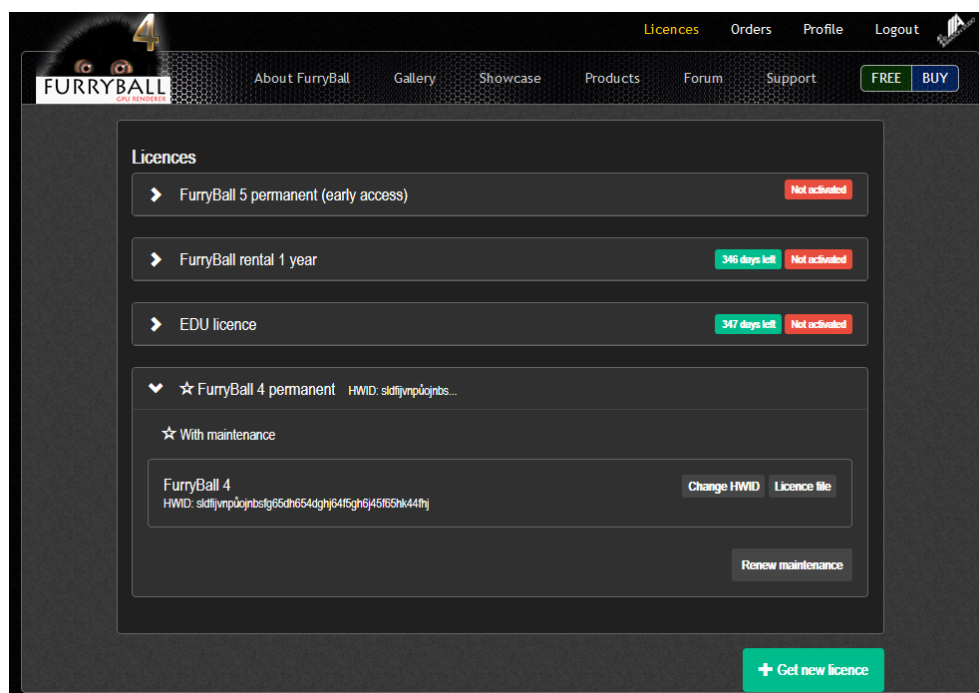 Licences Orders Profile Logout
4
FURRYBALL
GPU RENDERER
About FurryBall Gallery Showcase Products Forum Support FREE BUY
Licences
FurryBall 5 permanent (early access) Not activated
FurryBall rental 1 year 346 days left Not activated
EDU licence 347 days left Not activated
FurryBall 4 permanent HWID: sldfijvnpůojnbs...
With maintenance
FurryBall 4 Change HWID Licence file
HWID: sldfijvnpůojnbsfg65dh654dghj64f5gh6j45f65hk44fhj
Renew maintenance
Get new licence